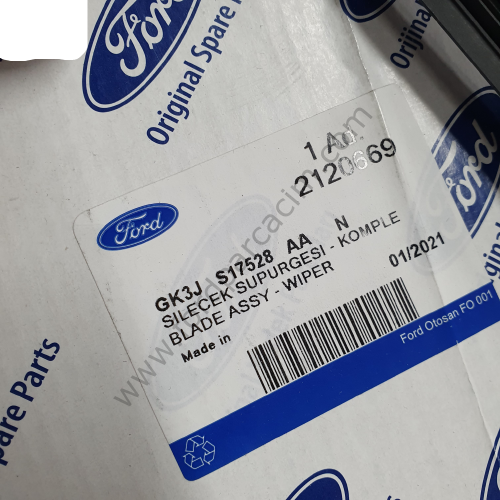 Ford
Original Spare Parts
Orijinal
1 Ad
2120669
Ford
GK3J S17528 AA N
SILECEK SUPURGESI - KOMPLE
BLADE ASSY - WIPER
01/2021
Made in
Ford Otosan FO 001
Spare Parts
Ford